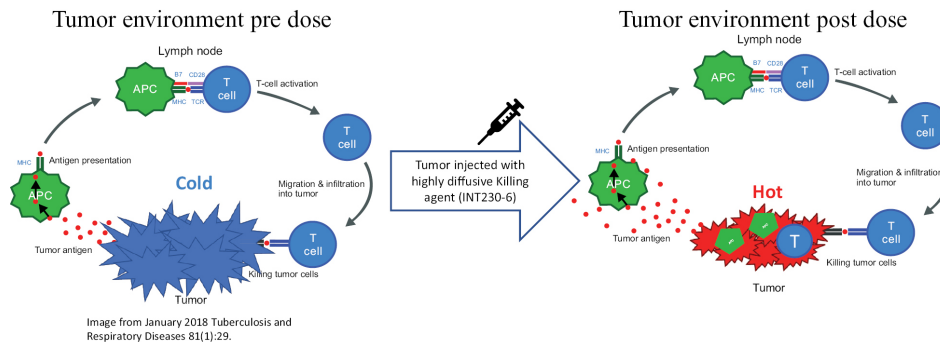 Tumor environment pre dose
Lymph node
B7 CD28
APC
T
cell
MHC TCR
T-cell activation
T
cell
MHC
Antigen presentation
APC
Cold
Migration & infiltration
into tumor
T
cell
Tumor antigen
Killing tumor cells
Tumor
Image from January 2018 Tuberculosis and
Respiratory Diseases 81(1):29.
Tumor injected with
highly diffusive Killing
agent (INT230-6)
Tumor environment post dose
Lymph node
B7 CD28
APC
T
cell
MHC TCR
T-cell activation
T
cell
MHC
Antigen presentation
APC
Hot
Migration & infiltration
into tumor
T
T
cell
Tumor antigen
Killing tumor cells
Tumor